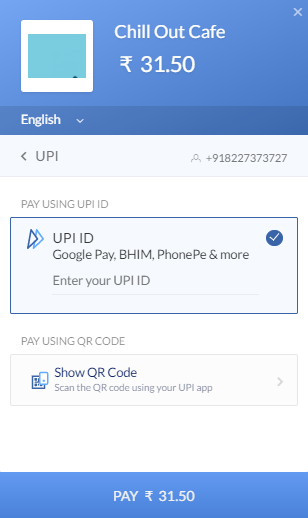 Chill Out Cafe
₹ 31.50
English
UPI
+918227373727
PAY USING UPI ID
UPI ID
Google Pay, BHIM, PhonePe & more
Enter your UPI ID
PAY USING QR CODE
Show QR Code
Scan the QR code using your UPI app
PAY ₹ 31.50